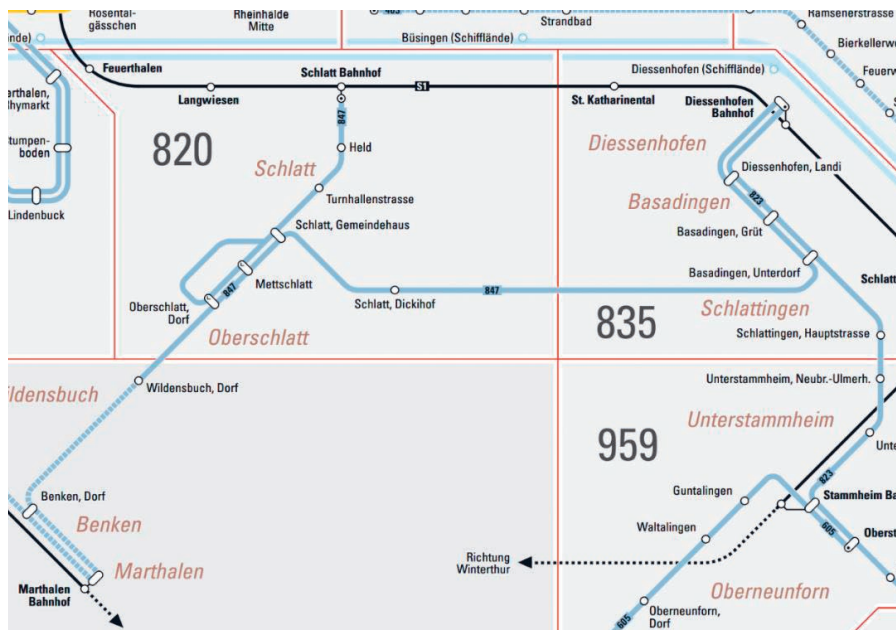 Rosental-
gässchen
Rheinhalde
Mitte
Strandbad
Ramsenerstrasse
Büsingen (Schifflände)
Diessenhofen (Schifflände)
Feuerthalen
Langwiesen
Schlatt Bahnhof
S1
St. Katharinental
Diessenhofen
Bahnhof
847
Held
820
Schlatt
Turnhallenstrasse
Schlatt, Gemeindehaus
Diessenhofen
Diessenhofen, Landi
Basadingen
823
Basadingen, Grüt
Lindenbuck
Mettschlatt
847
Oberschlatt,
Dorf
Schlatt, Dickihof
847
Basadingen, Unterdorf
Schlatt
Schlattingen
835
Oberschlatt
Schlattingen, Hauptstrasse
Wildensbuch, Dorf
Unterstammheim, Neubr.-Ulmerh.
Unterstammheim
959
823
Guntalingen
Waltalingen
605
Benken, Dorf
Benken
Marthalen
Marthalen
Bahnhof
Richtung
Winterthur
Oberneunforn
Oberneunforn,
Dorf
605